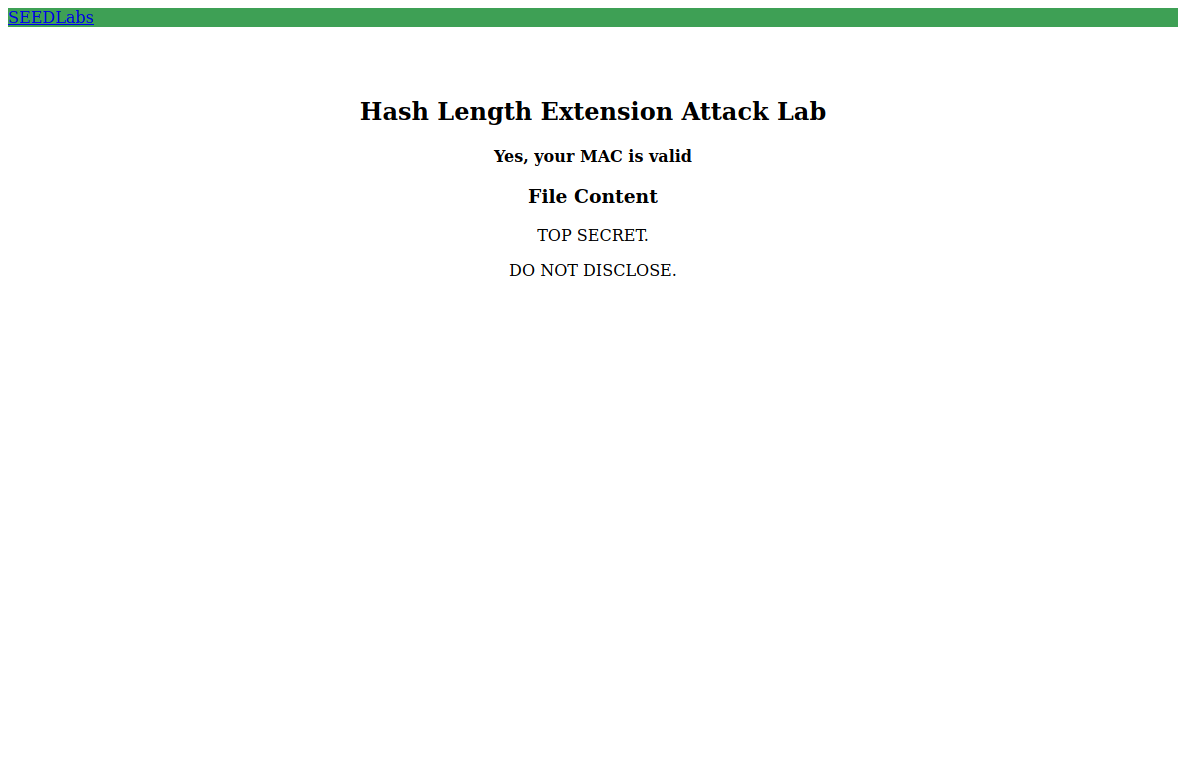 SEEDLabs
Hash Length Extension Attack Lab
Yes, your MAC is valid
File Content
TOP SECRET.
DO NOT DISCLOSE.